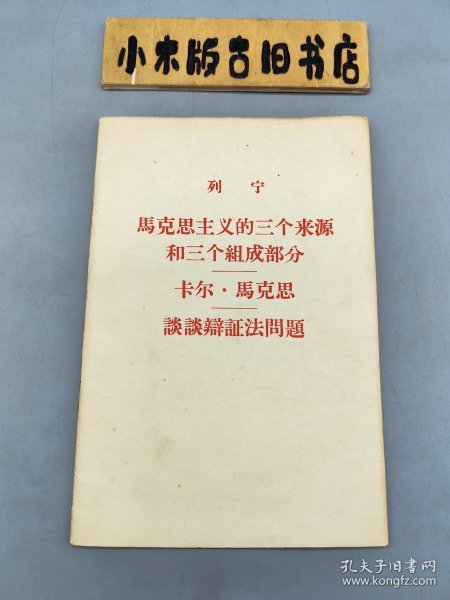 小木版古旧书店
列 宁
馬克思主义的三个来源
和三个組成部分
卡尔·馬克思
談談辯証法問題
孔夫子旧书网
www.kongfz.com